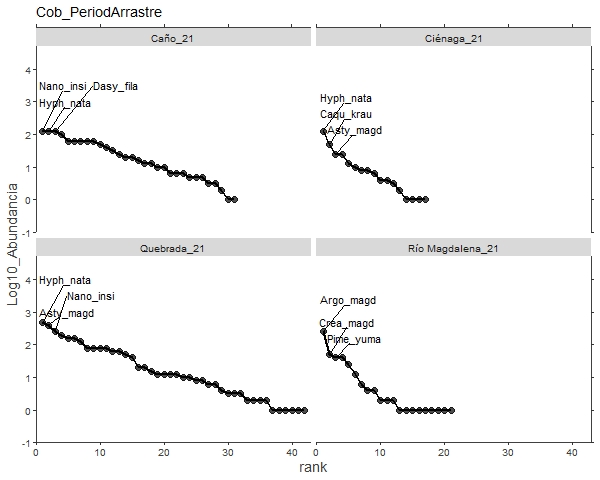 Cob_PeriodArrastre
Caño_21
Ciénaga_21
4
3
2
1
0
-1
Nano_insi
Dasy_fila
Hyph_nata
Hyph_nata
Caqu_krau
Asty_magd
Log10_Abundancia
Quebrada_21
Río Magdalena_21
4
3
2
1
0
-1
Hyph_nata
Nano_insi
Asty_magd
Argo_magd
Crea_magd
Pime_yuma
0
10
20
30
40
0
10
20
30
40
rank